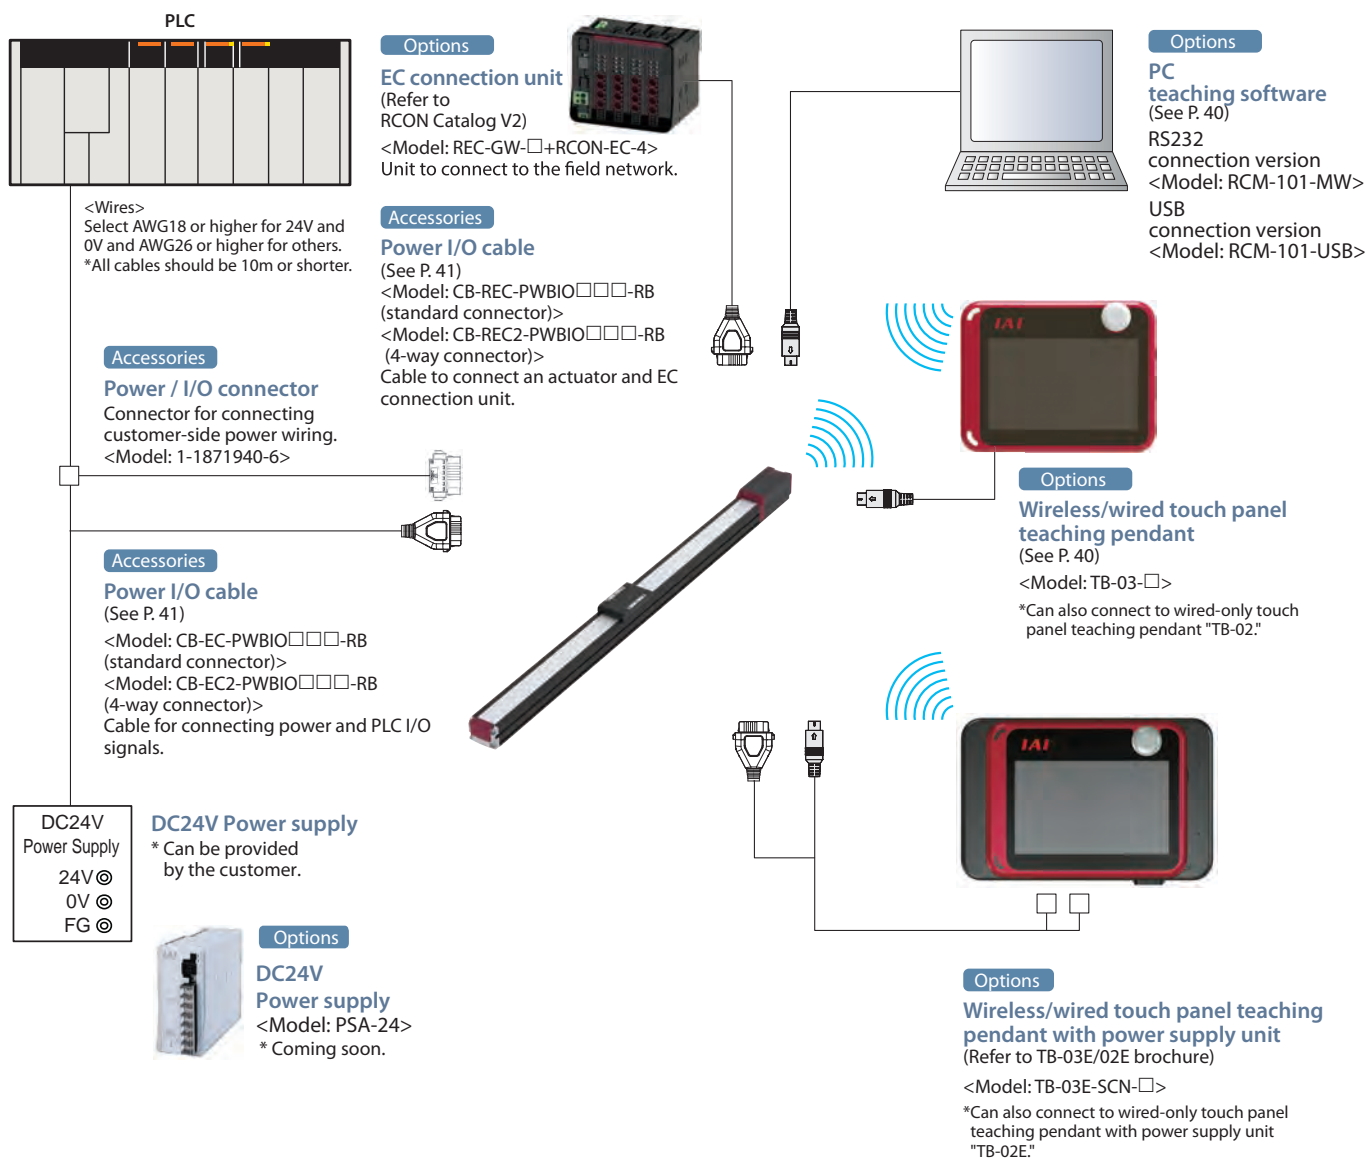 PLC
<Wires>
Select AWG18 or higher for 24V and
0V and AWG26 or higher for others.
*All cables should be 10m or shorter.
Options
EC connection unit
(Refer to
RCON Catalog V2)
<Model: REC-GW-□+RCON-EC-4>
Unit to connect to the field network.
Accessories
Power I/O cable
(See P. 41)
<Model: CB-REC-PWBIO□□□-RB
(standard connector)>
<Model: CB-REC2-PWBIO□□□-RB
(4-way connector)>
Cable to connect an actuator and EC
connection unit.
Options
PC
teaching software
(See P. 40)
RS232
connection version
<Model: RCM-101-MW>
USB
connection version
<Model: RCM-101-USB>
Accessories
Power / I/O connector
Connector for connecting
customer-side power wiring.
<Model: 1-1871940-6>
IAI
Options
Wireless/wired touch panel
teaching pendant
(See P. 40)
<Model: TB-03-□>
*Can also connect to wired-only touch
panel teaching pendant "TB-02."
Accessories
Power I/O cable
(See P. 41)
<Model: CB-EC-PWBIO□□□-RB
(standard connector)>
<Model: CB-EC2-PWBIO□□□-RB
(4-way connector)>
Cable for connecting power and PLC I/O
signals.
IAI
DC24V
Power Supply
24V
0V
FG
DC24V Power supply
* Can be provided
by the customer.
IAI
Options
DC24V
Power supply
<Model: PSA-24>
* Coming soon.
Options
Wireless/wired touch panel teaching
pendant with power supply unit
(Refer to TB-03E/02E brochure)
<Model: TB-03E-SCN-□>
*Can also connect to wired-only touch panel
teaching pendant with power supply unit
"TB-02E."